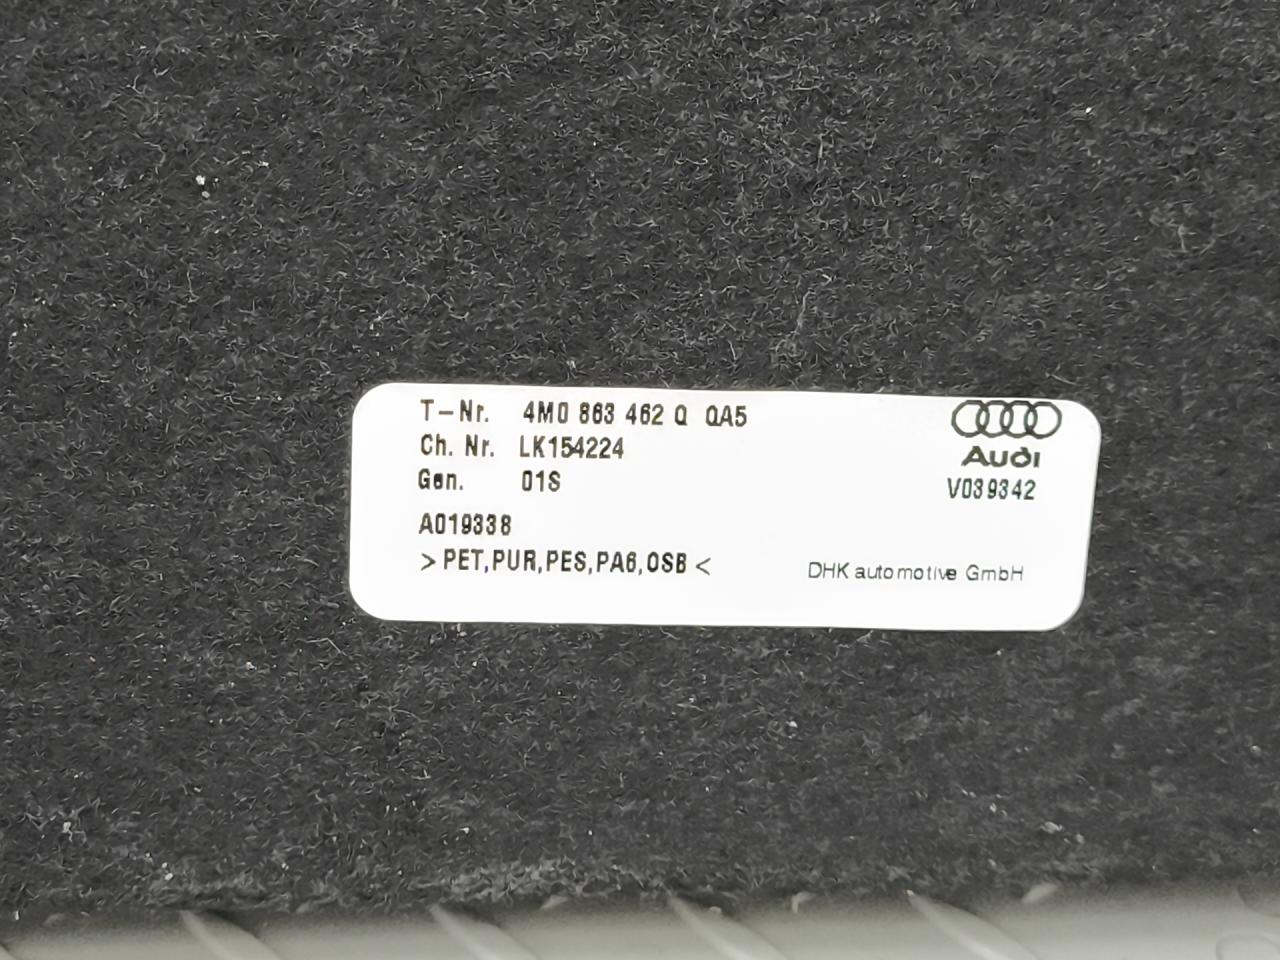 T-Nr. 4M0 863 462 Q QA5
Ch. Nr. LK154224
Gen. 01S
A019338
>PET,PUR,PES,PA6,OSB<
Audi
V039342
DHK automotive GmbH